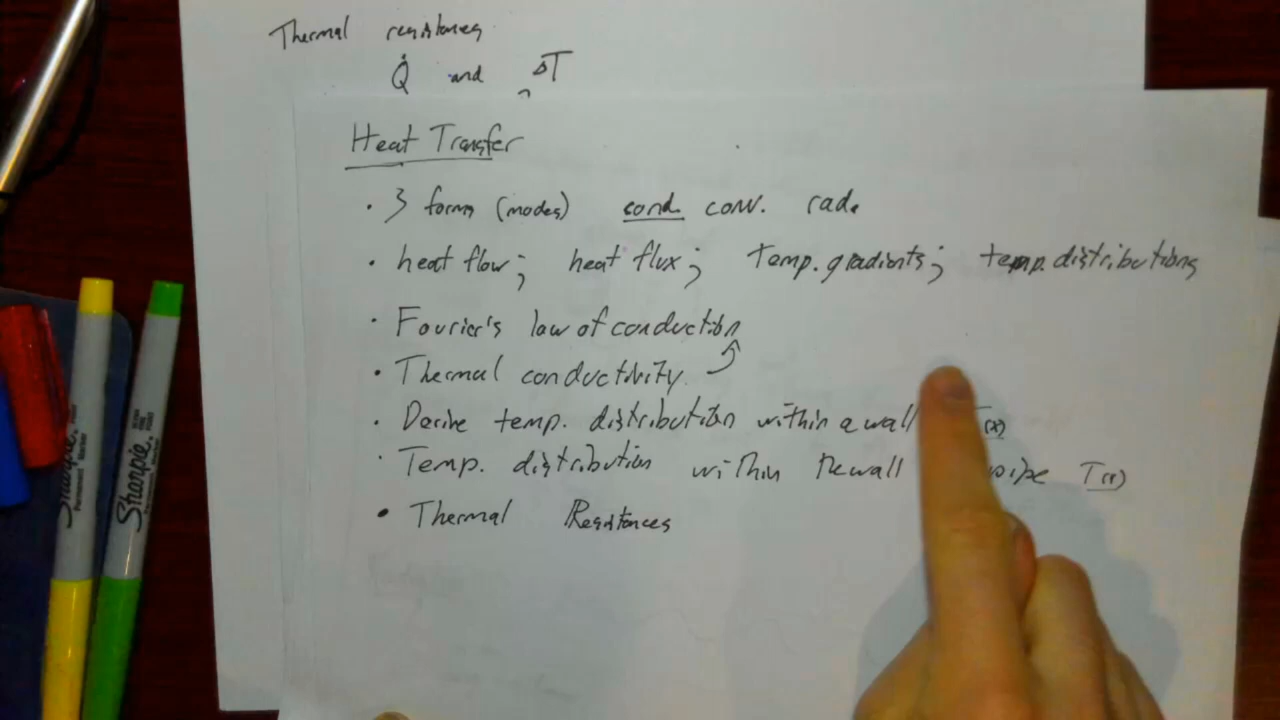 Thermal resistances
Q̇ and ΔT
Heat Transfer
• 3 forms (modes) cond. conv. rad.
• heat flow; heat flux; Temp. gradients; temp. distributions
• Fourier's law of conduction
• Thermal conductivity
• Derive temp. distribution within a wall T(x)
• Temp. distribution within the wall pipe T(r)
• Thermal Resistances
Sharpie
Sharpie